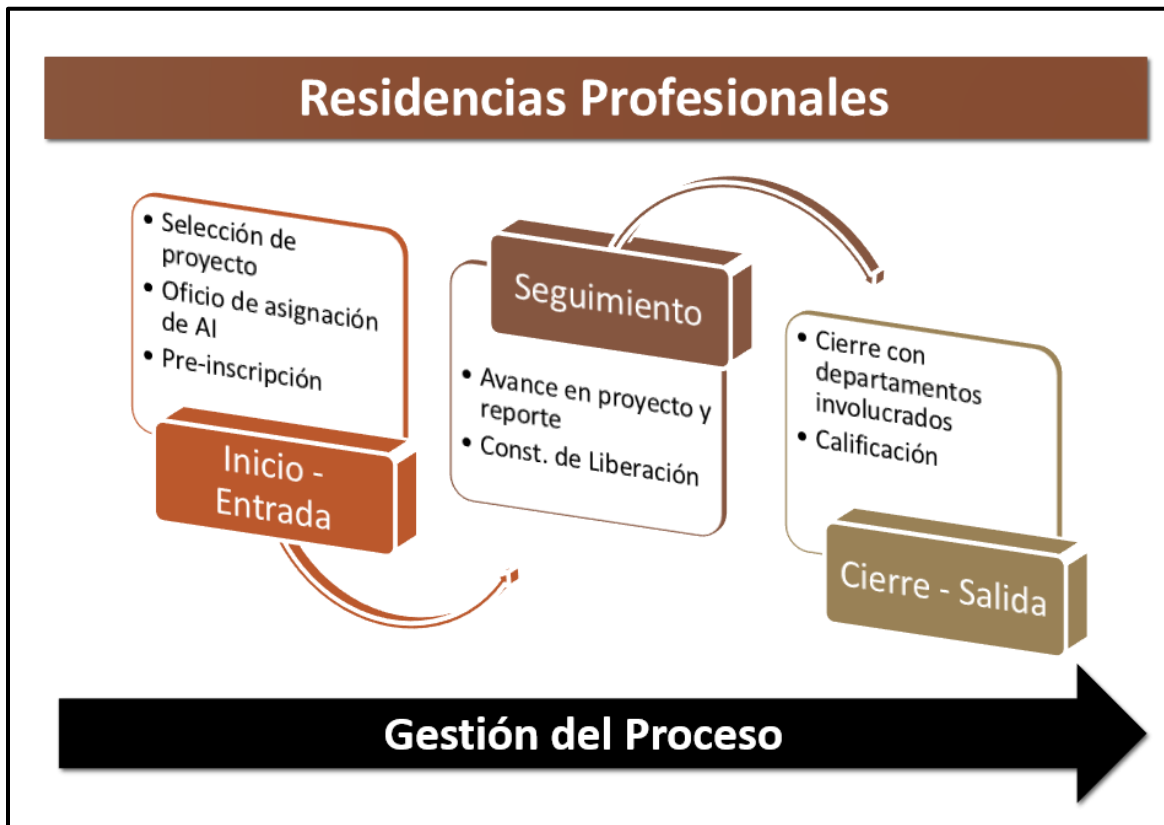 Residencias Profesionales
• Selección de
proyecto
• Oficio de asignación
de AI
• Pre-inscripción
Inicio -
Entrada
Seguimiento
• Avance en proyecto y
reporte
• Const. de Liberación
• Cierre con
departamentos
involucrados
• Calificación
Cierre - Salida
Gestión del Proceso